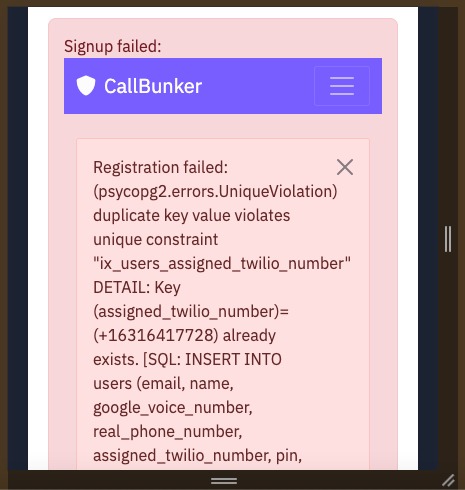 Signup failed:
CallBunker
Registration failed:
(psycopg2.errors.UniqueViolation)
duplicate key value violates
unique constraint
"ix_users_assigned_twilio_number"
DETAIL: Key
(assigned_twilio_number)=
(+16316417728) already
exists. [SQL: INSERT INTO
users (email, name,
google_voice_number,
real_phone_number,
assigned_twilio_number, pin,